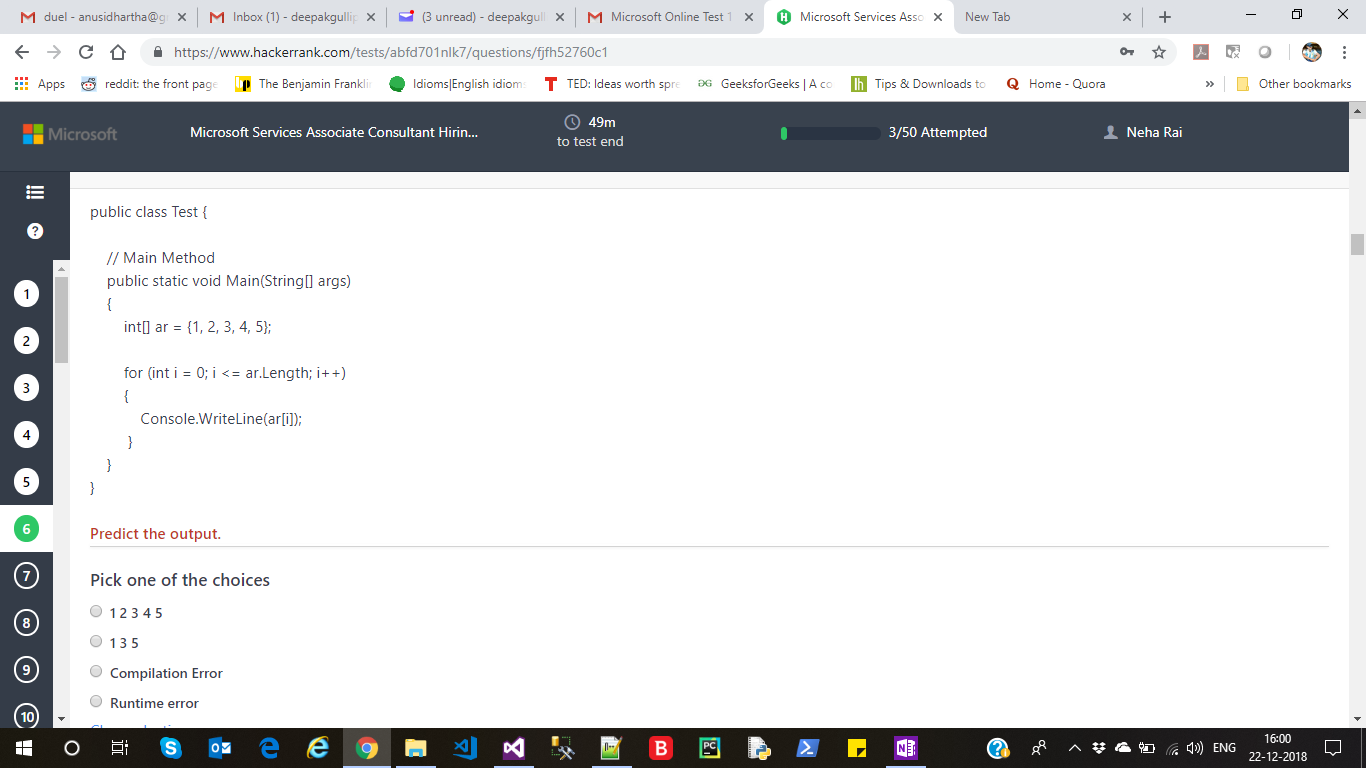 duel - anusidhartha@g
Inbox (1) - deepakgullip
(3 unread) - deepakgull
Microsoft Online Test 1
Microsoft Services Asso
New Tab
https://www.hackerrank.com/tests/abfd701nlk7/questions/fjfh52760c1
Apps
reddit: the front page
The Benjamin Franklin
Idioms|English idiom
TED: Ideas worth spre
GeeksforGeeks | A co
Tips & Downloads to
Home - Quora
Other bookmarks
Microsoft
Microsoft Services Associate Consultant Hirin...
49m
to test end
3/50 Attempted
Neha Rai
?
1
2
3
4
5
6
7
8
9
10
public class Test {
// Main Method
public static void Main(String[] args)
{
int[] ar = {1, 2, 3, 4, 5};
for (int i = 0; i <= ar.Length; i++)
{
Console.WriteLine(ar[i]);
}
}
}
Predict the output.
Pick one of the choices
1 2 3 4 5
1 3 5
Compilation Error
Runtime error
ENG
16:00
22-12-2018